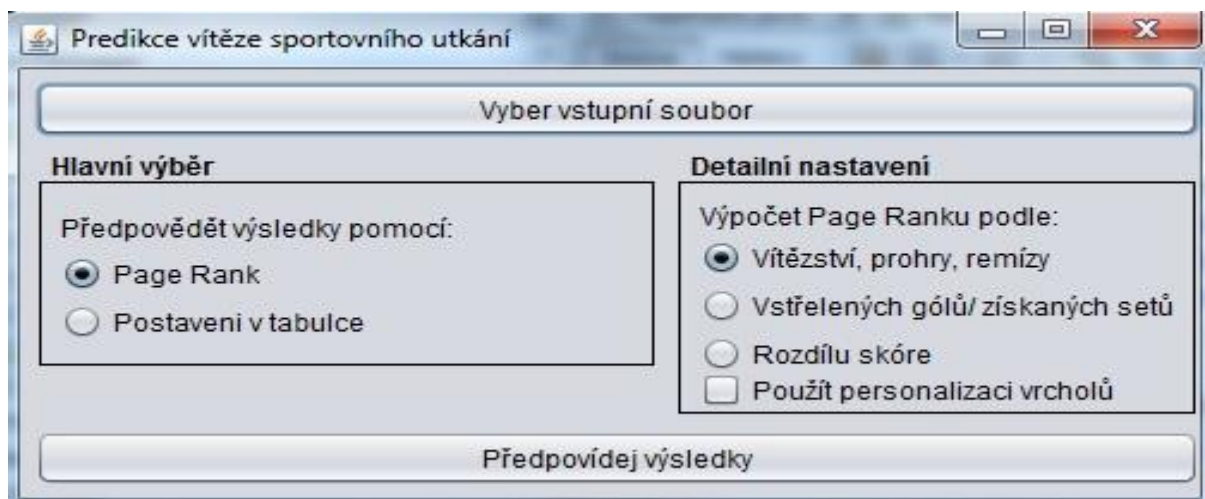 Predikce vítěze sportovního utkání
Vyber vstupní soubor
Hlavní výběr
Předpovědět výsledky pomocí:
Page Rank
Postaveni v tabulce
Detailní nastavení
Výpočet Page Ranku podle:
Vítězství, prohry, remízy
Vstřelených gólů/ získaných setů
Rozdílu skóre
Použít personalizaci vrcholů
Předpovídej výsledky